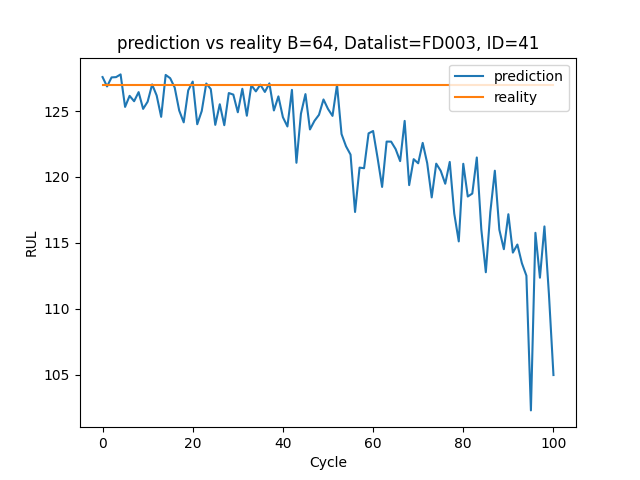 prediction vs reality B=64, Datalist=FD003, ID=41
prediction
reality
125
120
115
110
105
RUL
0 20 40 60 80 100
Cycle